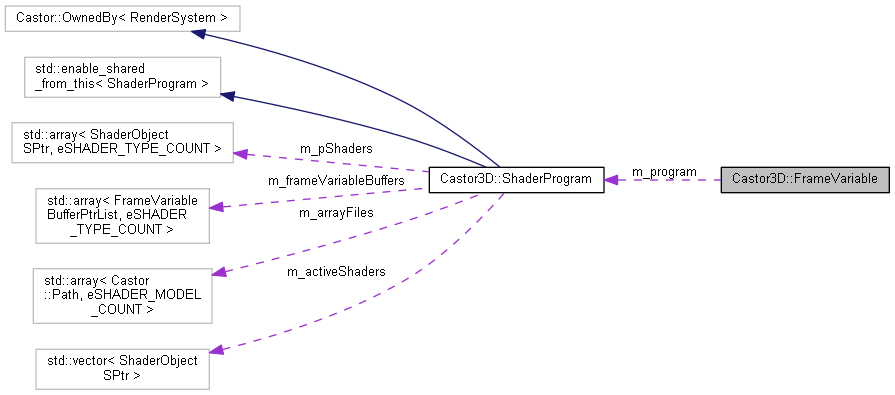 Castor::OwnedBy< RenderSystem >
std::enable_shared
_from_this< ShaderProgram >
std::array< ShaderObject
SPtr, eSHADER_TYPE_COUNT >
m_pShaders
m_frameVariableBuffers
std::array< FrameVariable
BufferPtrList, eSHADER
_TYPE_COUNT >
m_arrayFiles
std::array< Castor
::Path, eSHADER_MODEL
_COUNT >
m_activeShaders
std::vector< ShaderObject
SPtr >
Castor3D::ShaderProgram
m_program
Castor3D::FrameVariable